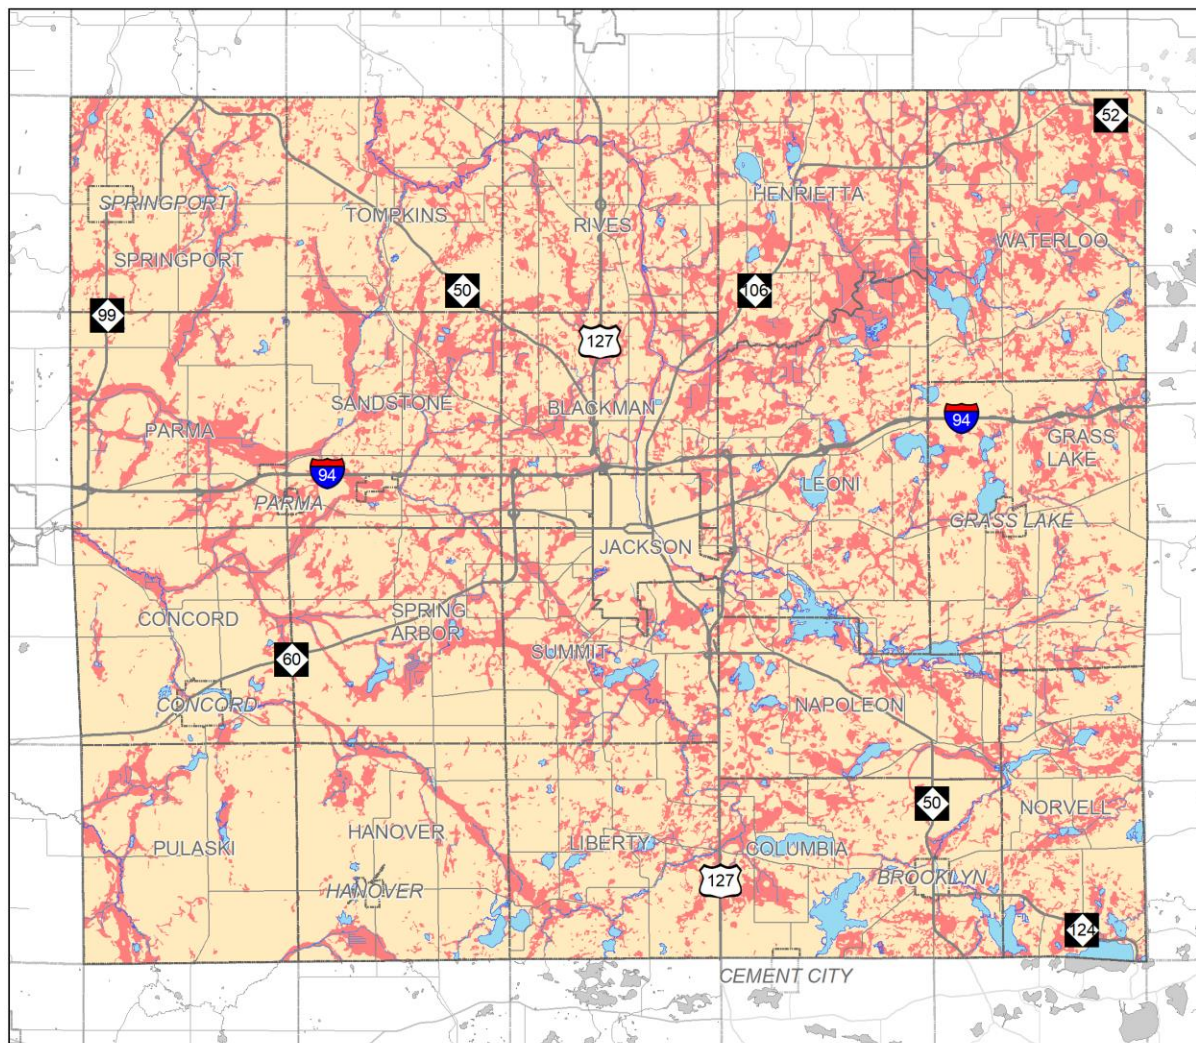 52
SPRINGPORT
TOMPKINS
RIVES
HENRIETTA
WATERLOO
SPRINGPORT
99
50
106
127
SANDSTONE
BLACKMAN
94
PARMA
GRASS
LAKE
94
LEONI
PARMA
GRASS LAKE
JACKSON
CONCORD
SPRING
ARBOR
60
SUMMIT
CONCORD
NAPOLEON
50
NORVELL
HANOVER
PULASKI
LIBERTY
COLUMBIA
HANOVER
127
BROOKLYN
124
CEMENT CITY